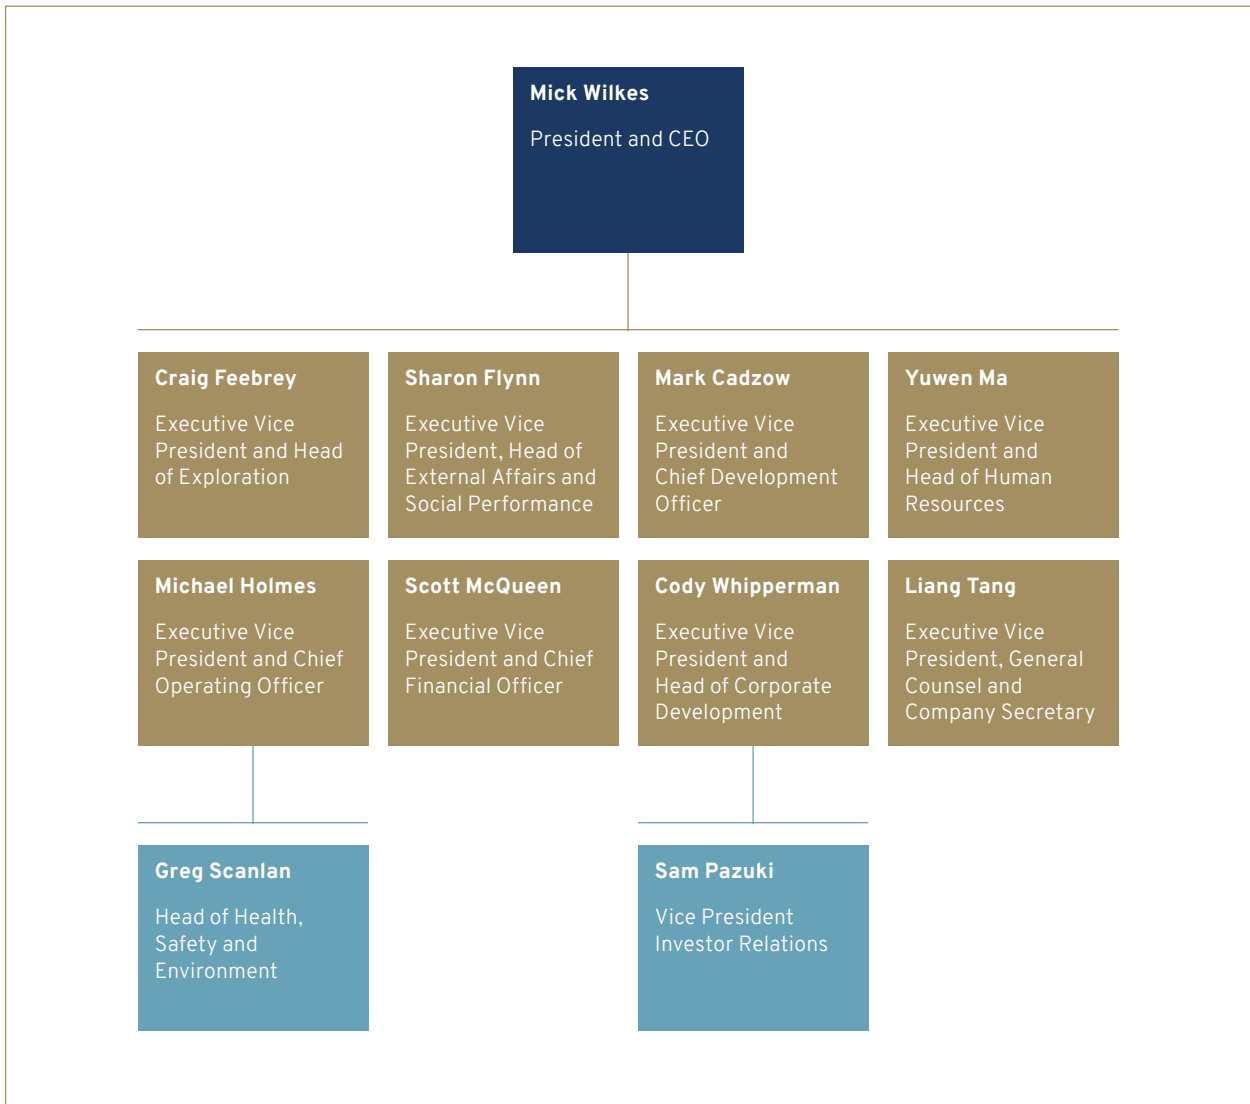 Mick Wilkes
President and CEO
Craig Feebrey
Executive Vice
President and Head
of Exploration
Sharon Flynn
Executive Vice
President, Head of
External Affairs and
Social Performance
Mark Cadzow
Executive Vice
President and
Chief Development
Officer
Yuwen Ma
Executive Vice
President and
Head of Human
Resources
Michael Holmes
Executive Vice
President and Chief
Operating Officer
Scott McQueen
Executive Vice
President and Chief
Financial Officer
Cody Whipperman
Executive Vice
President and
Head of Corporate
Development
Liang Tang
Executive Vice
President, General
Counsel and
Company Secretary
Greg Scanlan
Head of Health,
Safety and
Environment
Sam Pazuki
Vice President
Investor Relations